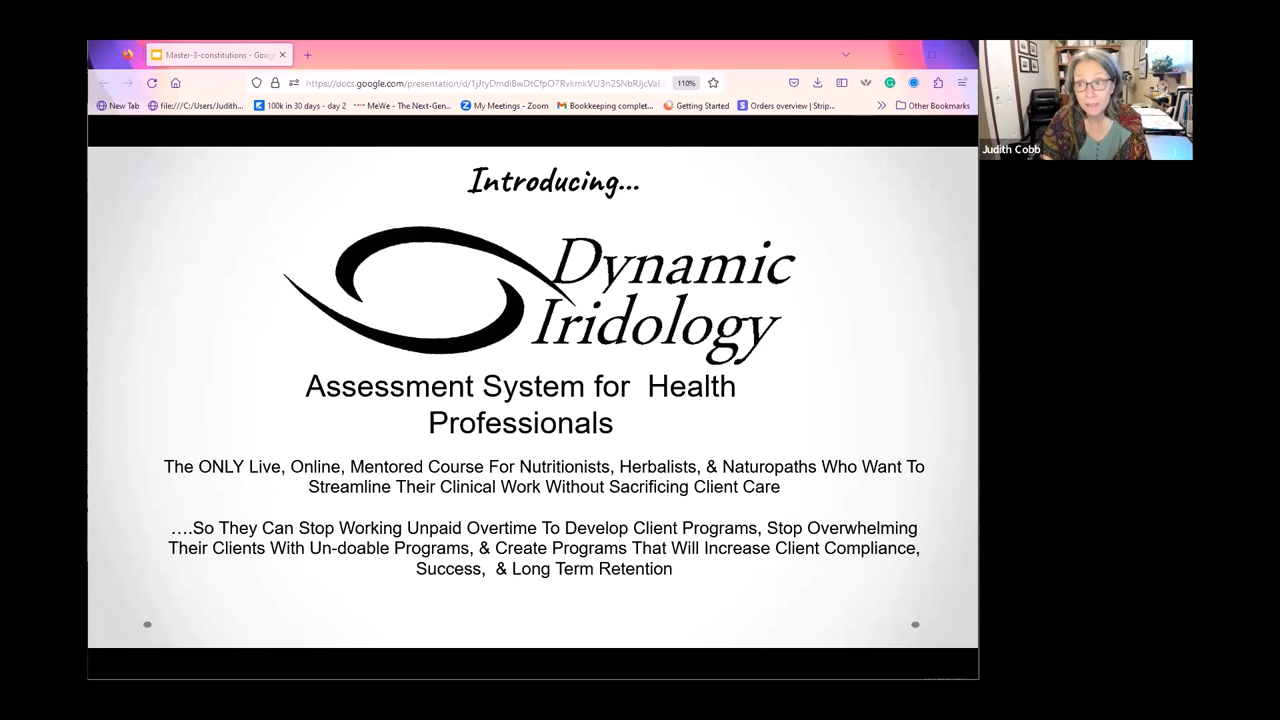 Master-3-constitutions - Goog
https://docs.google.com/presentation/d/
110%
New Tab
file:///C:/Users/Judith...
100k in 30 days - day 2
MeWe - The Next-Gen...
My Meetings - Zoom
Bookkeeping complet...
Getting Started
Orders overview | Strip...
Other Bookmarks
Judith Cobb
Introducing...
Dynamic
Iridology
Assessment System for Health
Professionals
The ONLY Live, Online, Mentored Course For Nutritionists, Herbalists, & Naturopaths Who Want To
Streamline Their Clinical Work Without Sacrificing Client Care
....So They Can Stop Working Unpaid Overtime To Develop Client Programs, Stop Overwhelming
Their Clients With Un-doable Programs, & Create Programs That Will Increase Client Compliance,
Success, & Long Term Retention